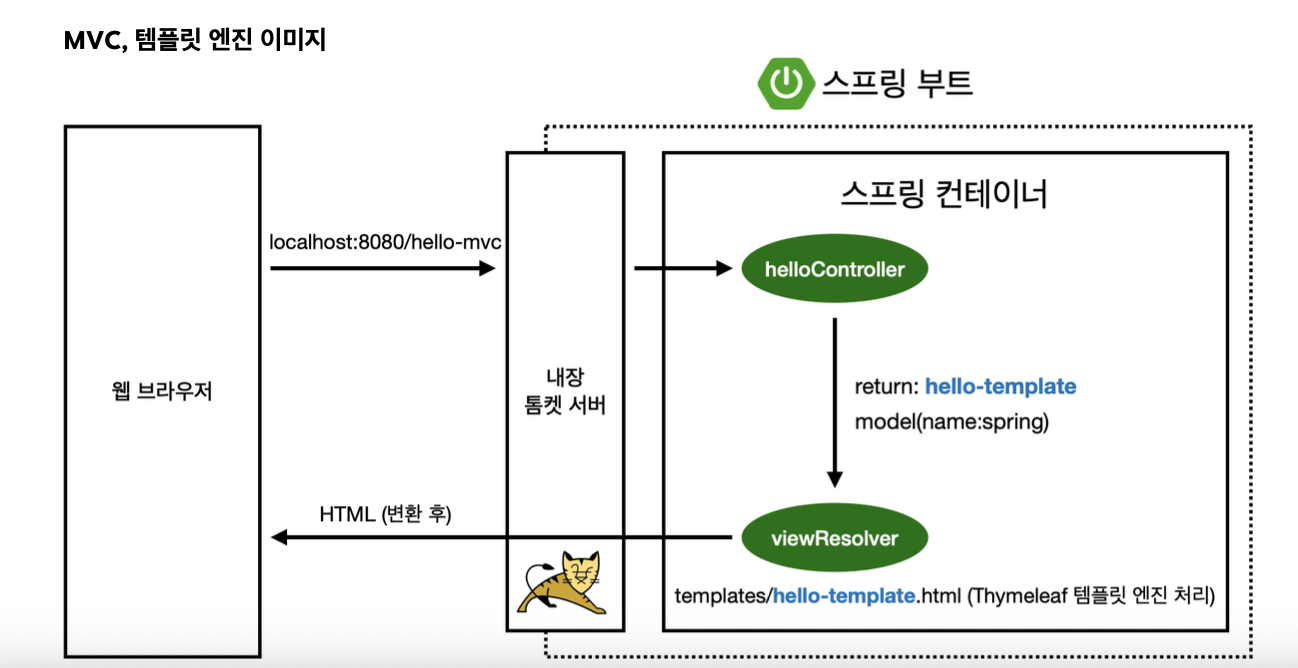 MVC, 템플릿 엔진 이미지
스프링 부트
스프링 컨테이너
localhost:8080/hello-mvc
helloController
웹 브라우저
내장
톰켓 서버
return: hello-template
model(name:spring)
HTML (변환 후)
viewResolver
templates/hello-template.html (Thymeleaf 템플릿 엔진 처리)